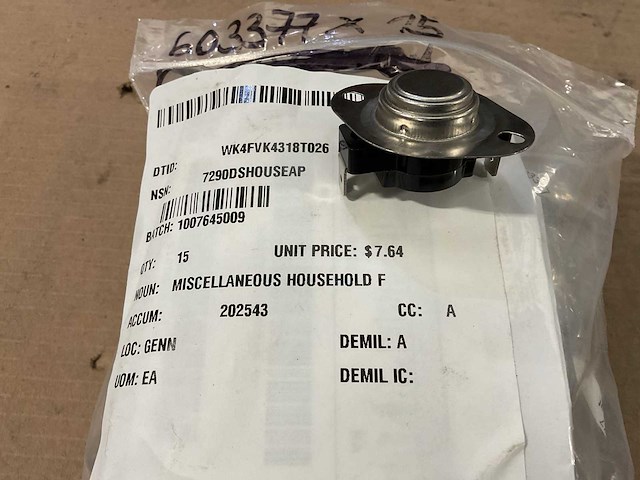 603377 x 15
DTID: WK4FVK4318T026
NSN: 7290DSHOUSEAP
BATCH: 1007645009
QTY: 15 UNIT PRICE: $7.64
NOUN: MISCELLANEOUS HOUSEHOLD F
ACCUM: 202543 CC: A
LOC: GENN DEMIL: A
UOM: EA DEMIL IC: